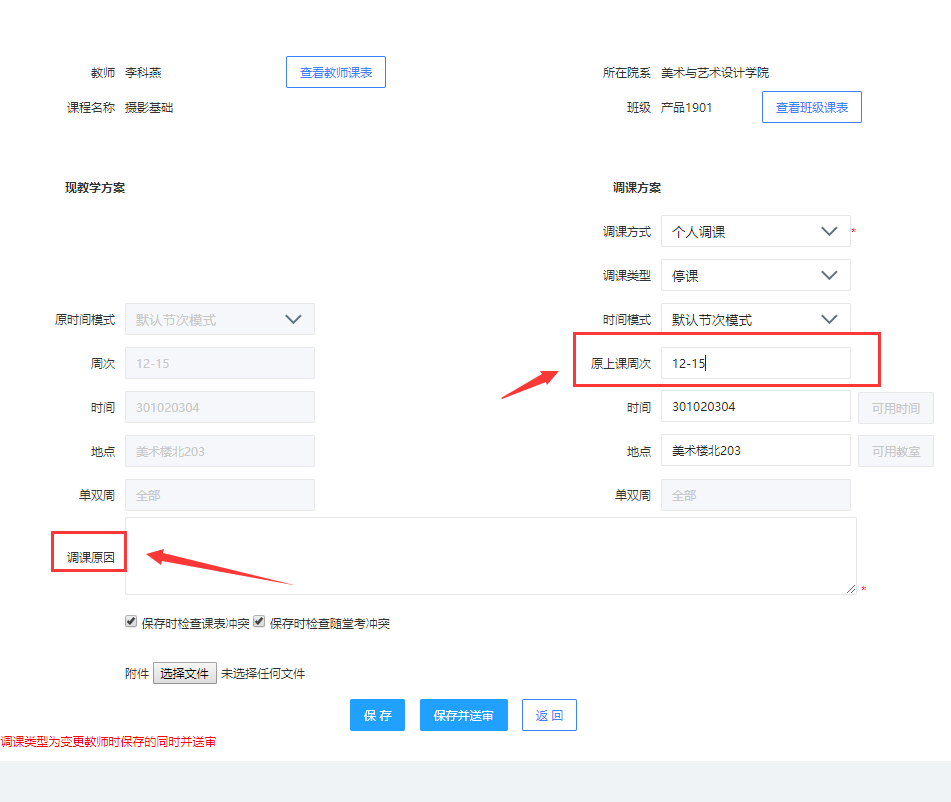 教师 李科燕 查看教师课表 所在院系 美术与艺术设计学院
课程名称 摄影基础 班级 产品1901 查看班级课表
现教学方案 调课方案
调课方式 个人调课 *
调课类型 停课
原时间模式 默认节次模式 时间模式 默认节次模式
周次 12-15 原上课周次 12-15
时间 301020304 时间 301020304 可用时间
地点 美术楼北203 地点 美术楼北203 可用教室
单双周 全部 单双周 全部
调课原因 *
保存时检查课表冲突 保存时检查随堂考冲突
附件 选择文件 未选择任何文件
保 存 保存并送审 返 回
调课类型为变更教师时保存的同时并送审